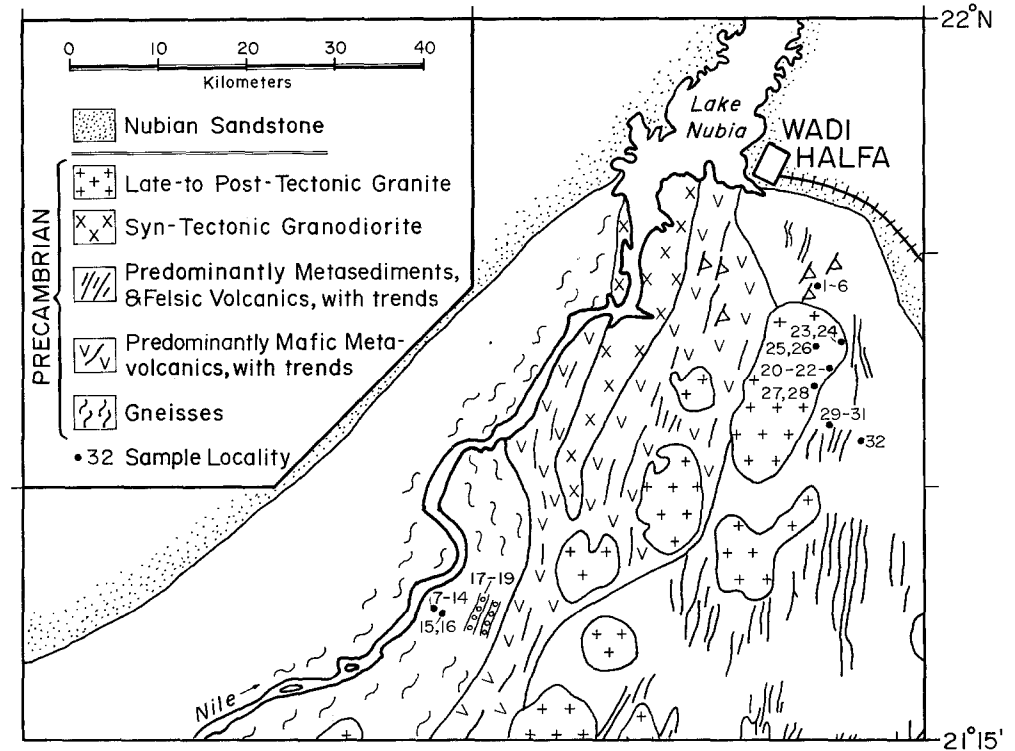 22°N
0 10 20 30 40
Kilometers
Nubian Sandstone
PRECAMBRIAN
Late-to Post-Tectonic Granite
Syn-Tectonic Granodiorite
Predominantly Metasediments,
& Felsic Volcanics, with trends
Predominantly Mafic Meta-
volcanics, with trends
Gneisses
•32 Sample Locality
Lake
Nubia
WADI
HALFA
1-6
23,24
25,26
20-22
27,28
29-31
32
17-19
7-14
15,16
Nile
21°15'